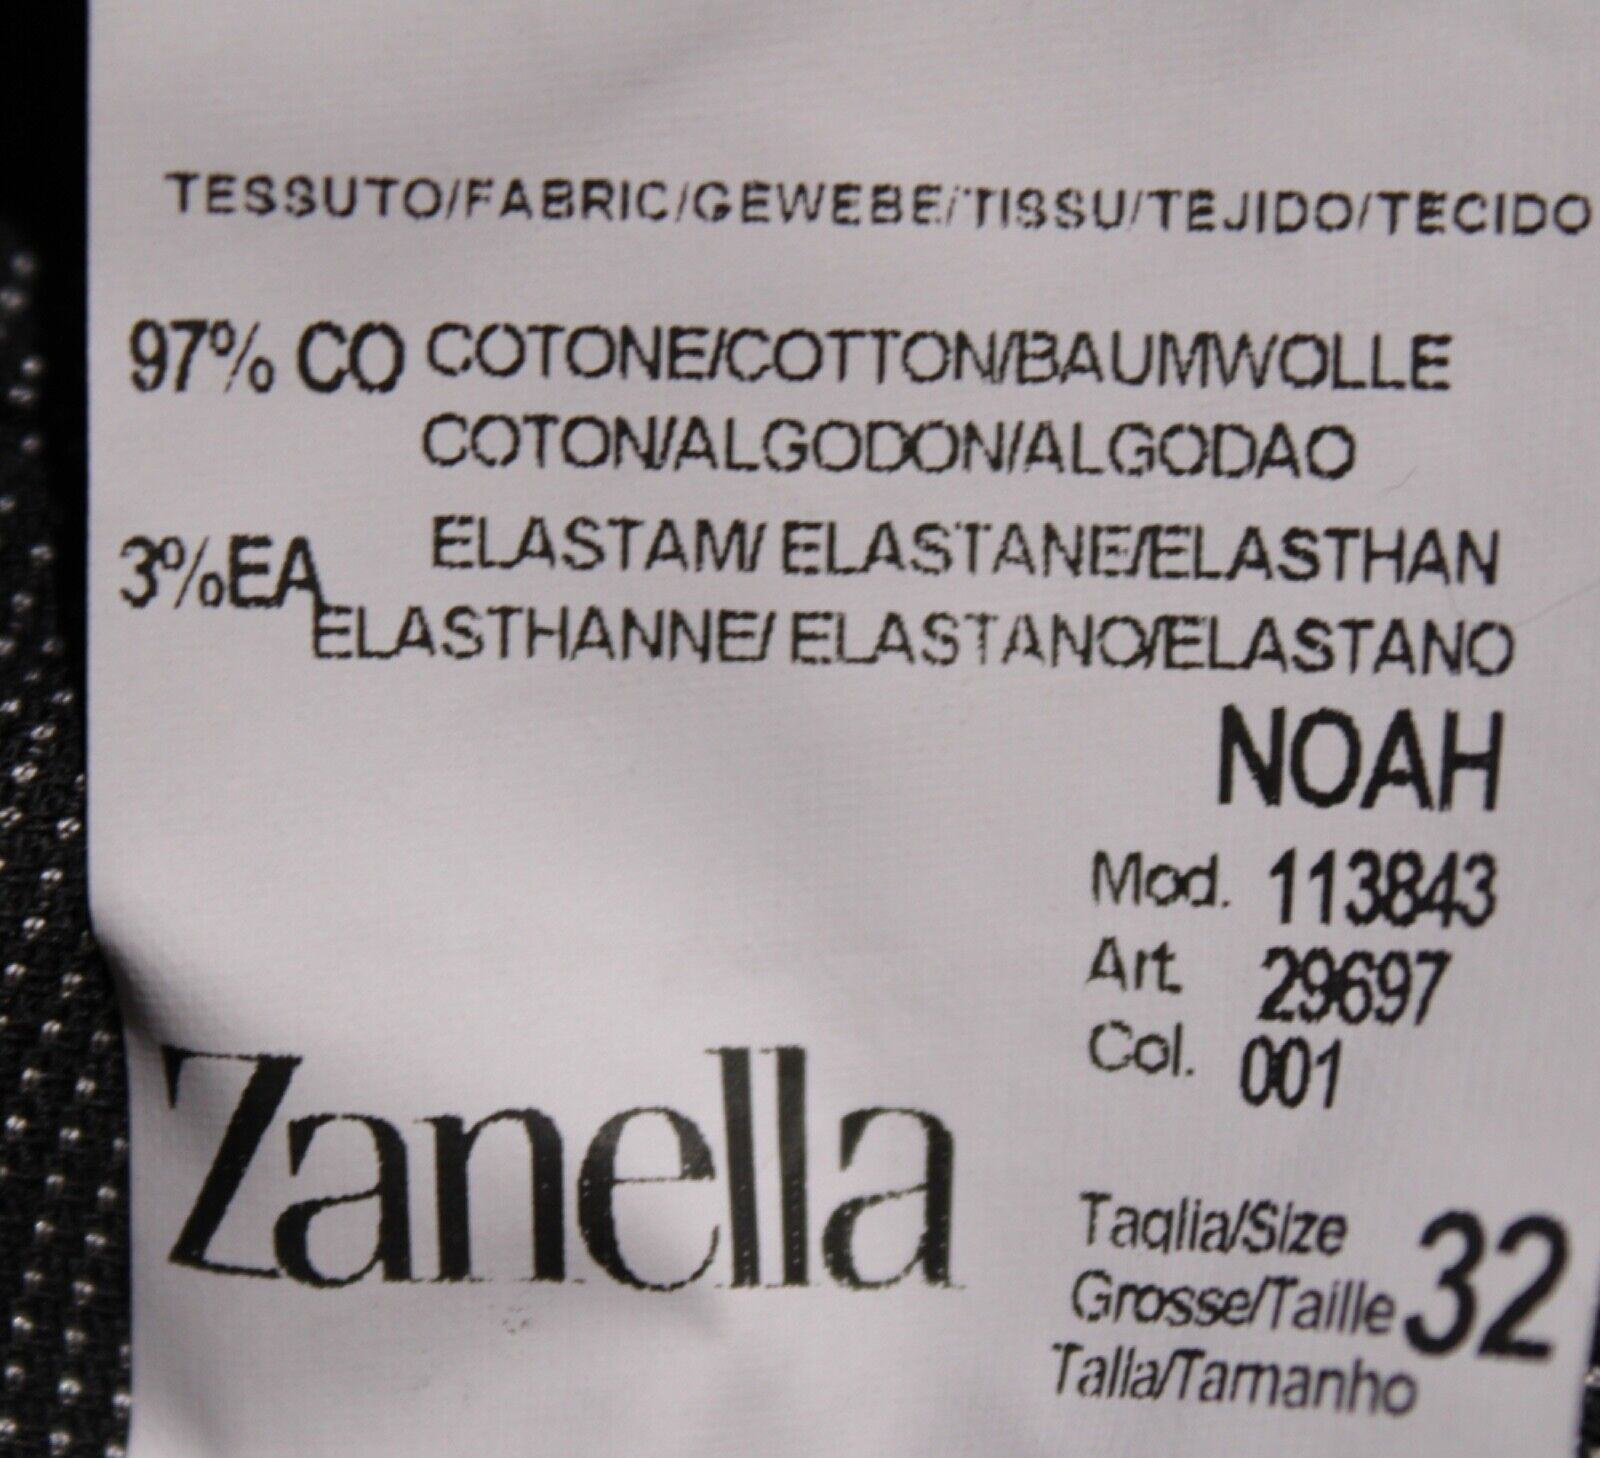 TESSUTO/FABRIC/GEWEBE/TISSU/TEJIDO/TECIDO
97% CO COTONE/COTTON/BAUMWOLLE
COTON/ALGODON/ALGODAO
3%EA ELASTAM/ ELASTANE/ELASTHAN
ELASTHANNE/ ELASTANO/ELASTANO
NOAH
Mod. 113843
Art. 29697
Col. 001
Zanella
Taglia/Size
Grosse/Taille 32
Talla/Tamanho